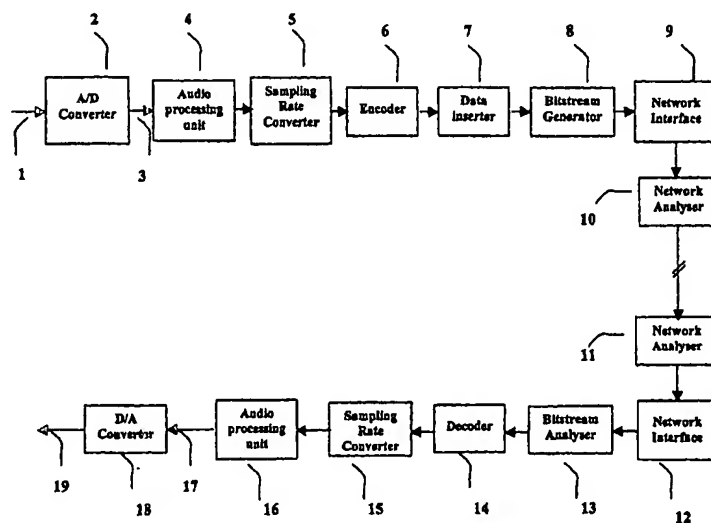 2 4 5 6 7 8 9
A/D
Converter
Audio
processing
unit
Sampling
Rate
Converter
Encoder
Data
inserter
Bitstream
Generator
Network
Interface
1 3
Network
Analyser
10
Network
Analyser
11
D/A
Convertor
Audio
processing
unit
Sampling
Rate
Converter
Decoder
Bitstream
Analyser
Network
Interface
19 18 17 16 15 14 13 12